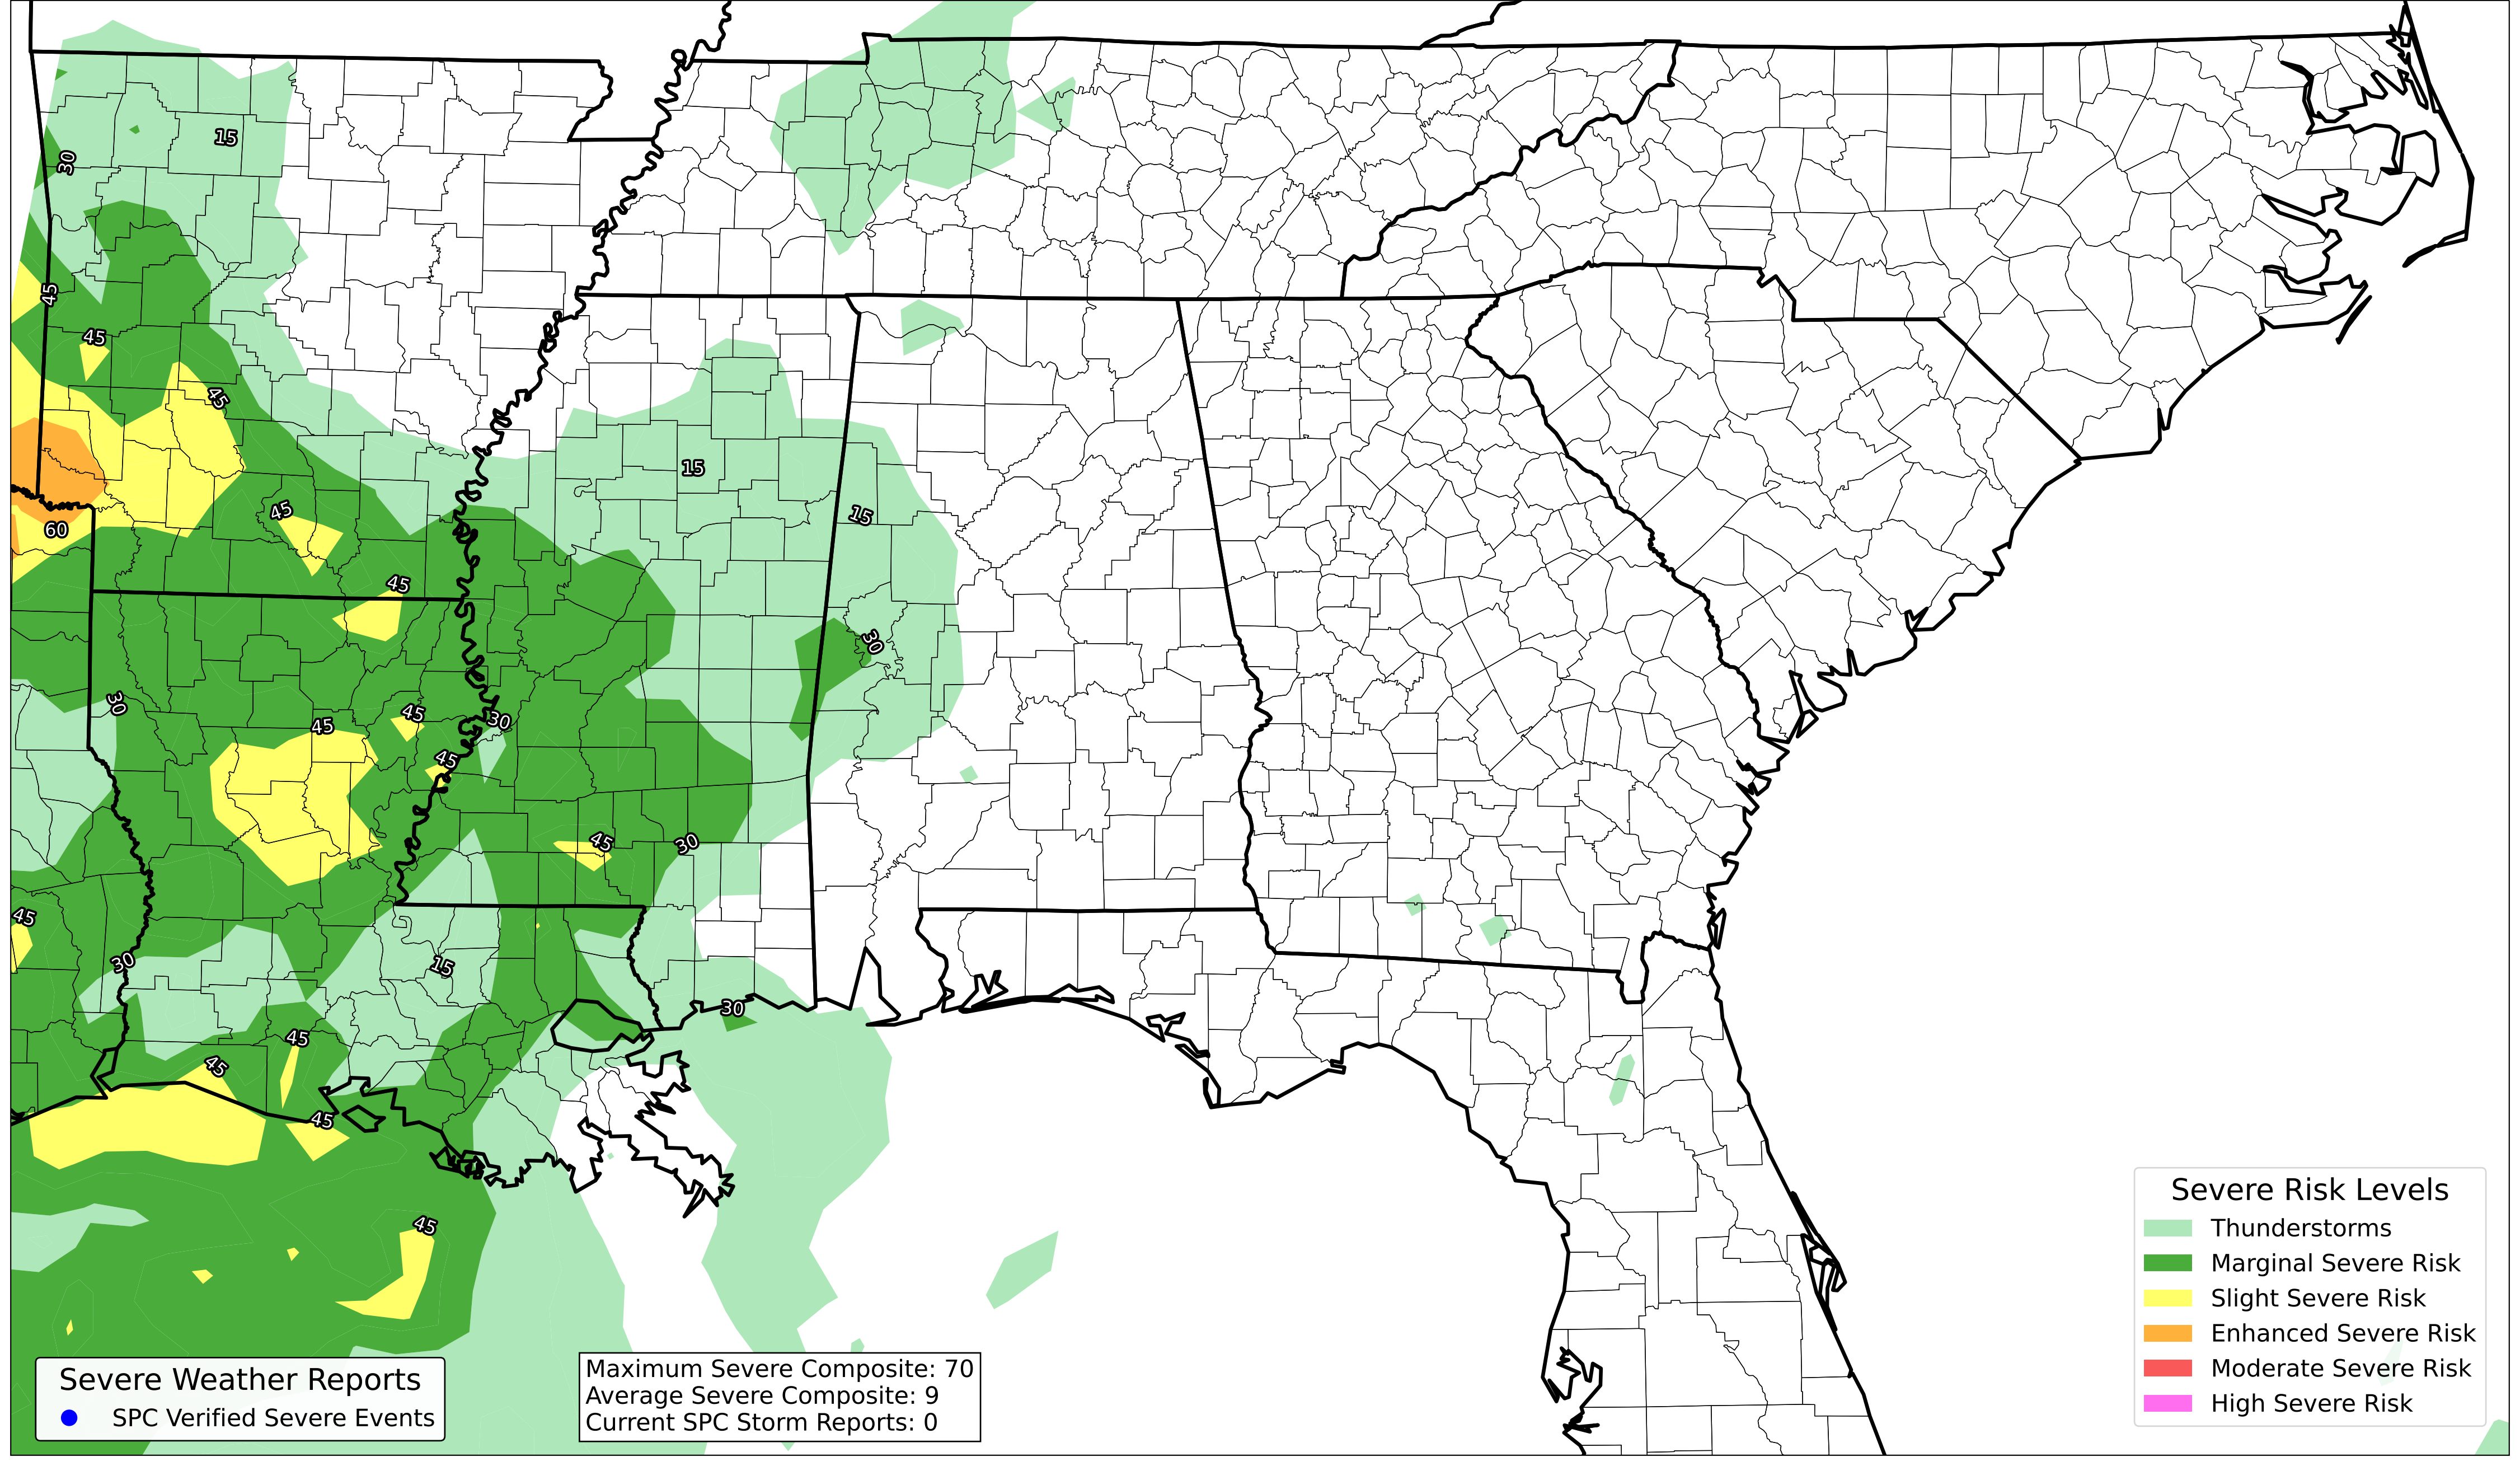 15
30
45
45
45
15
45
15
60
45
30
30
45
45
30
45
45
30
45
30
15
30
45
45
45
45
Severe Risk Levels
Thunderstorms
Marginal Severe Risk
Slight Severe Risk
Enhanced Severe Risk
Moderate Severe Risk
High Severe Risk
Severe Weather Reports
SPC Verified Severe Events
Maximum Severe Composite: 70
Average Severe Composite: 9
Current SPC Storm Reports: 0